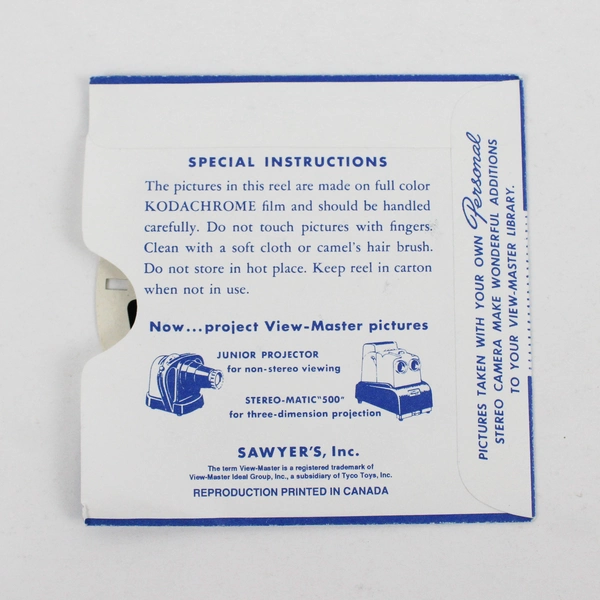 SPECIAL INSTRUCTIONS
The pictures in this reel are made on full color
KODACHROME film and should be handled
carefully. Do not touch pictures with fingers.
Clean with a soft cloth or camel's hair brush.
Do not store in hot place. Keep reel in carton
when not in use.
Now...project View-Master pictures
JUNIOR PROJECTOR
for non-stereo viewing
STEREO-MATIC "500"
for three-dimension projection
SAWYER'S, Inc.
The term View-Master is a registered trademark of
View-Master Ideal Group, Inc., a subsidiary of Tyco Toys, Inc.
REPRODUCTION PRINTED IN CANADA
PICTURES TAKEN WITH YOUR OWN Personal
STEREO CAMERA MAKE WONDERFUL ADDITIONS
TO YOUR VIEW-MASTER LIBRARY.